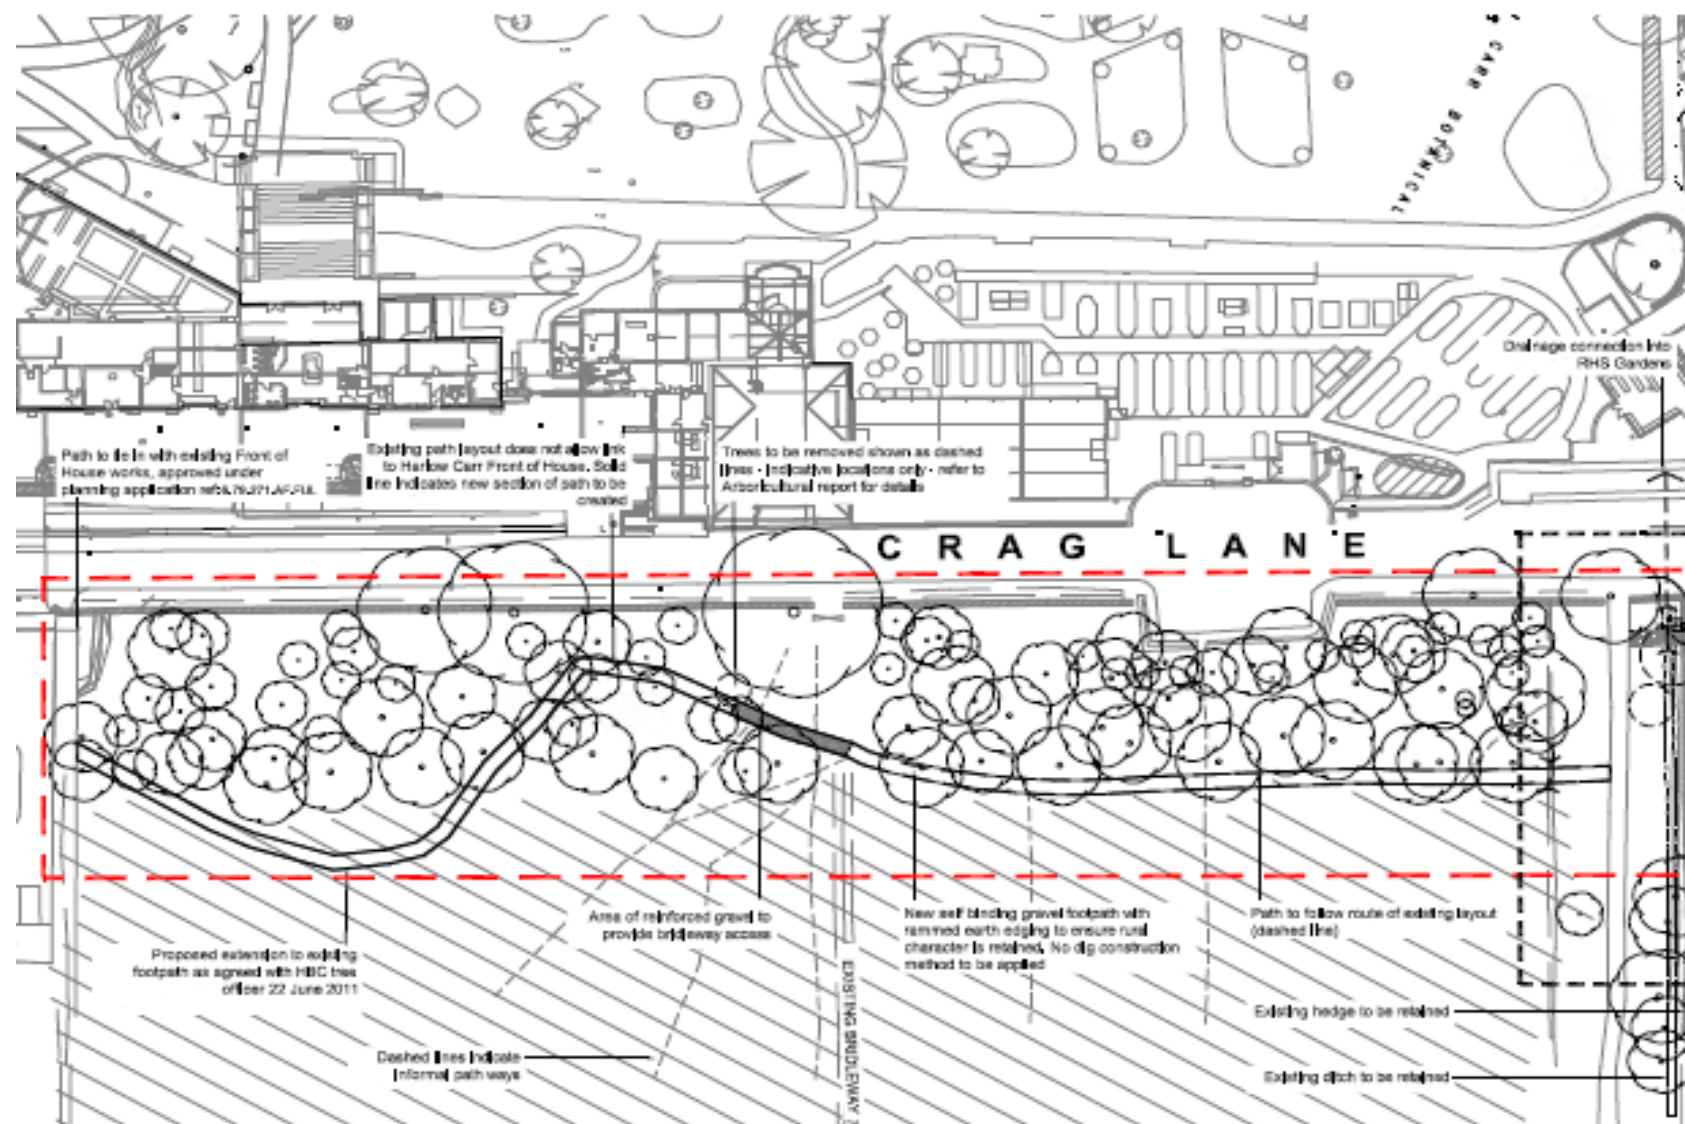 CARR BOTANICAL
Drainage connection into
RHS Gardens
Path to tie in with existing Front of
House works, approved under
planning application ref:6.79.271.AF.FUL
Existing path layout does not allow link
to Harlow Carr Front of House. Solid
line indicates new section of path to be
created
Trees to be removed shown as dashed
lines - indicative locations only - refer to
Arboricultural report for details
CRAG LANE
Area of reinforced gravel to
provide bridleway access
New self binding gravel footpath with
rammed earth edging to ensure rural
character is retained. No dig construction
method to be applied
Path to follow route of existing layout
(dashed line)
Proposed extension to existing
footpath as agreed with HBC tree
officer 22 June 2011
EXISTING BRIDLEWAY
Existing hedge to be retained
Dashed lines indicate
informal path ways
Existing ditch to be retained